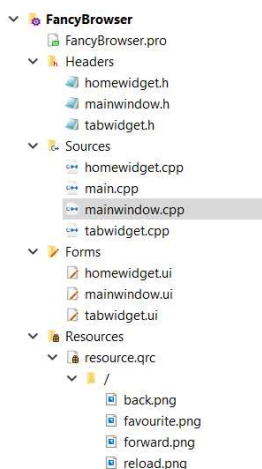 FancyBrowser
FancyBrowser.pro
Headers
homewidget.h
mainwindow.h
tabwidget.h
Sources
homewidget.cpp
main.cpp
mainwindow.cpp
tabwidget.cpp
Forms
homewidget.ui
mainwindow.ui
tabwidget.ui
Resources
resource.qrc
/
back.png
favourite.png
forward.png
reload.png